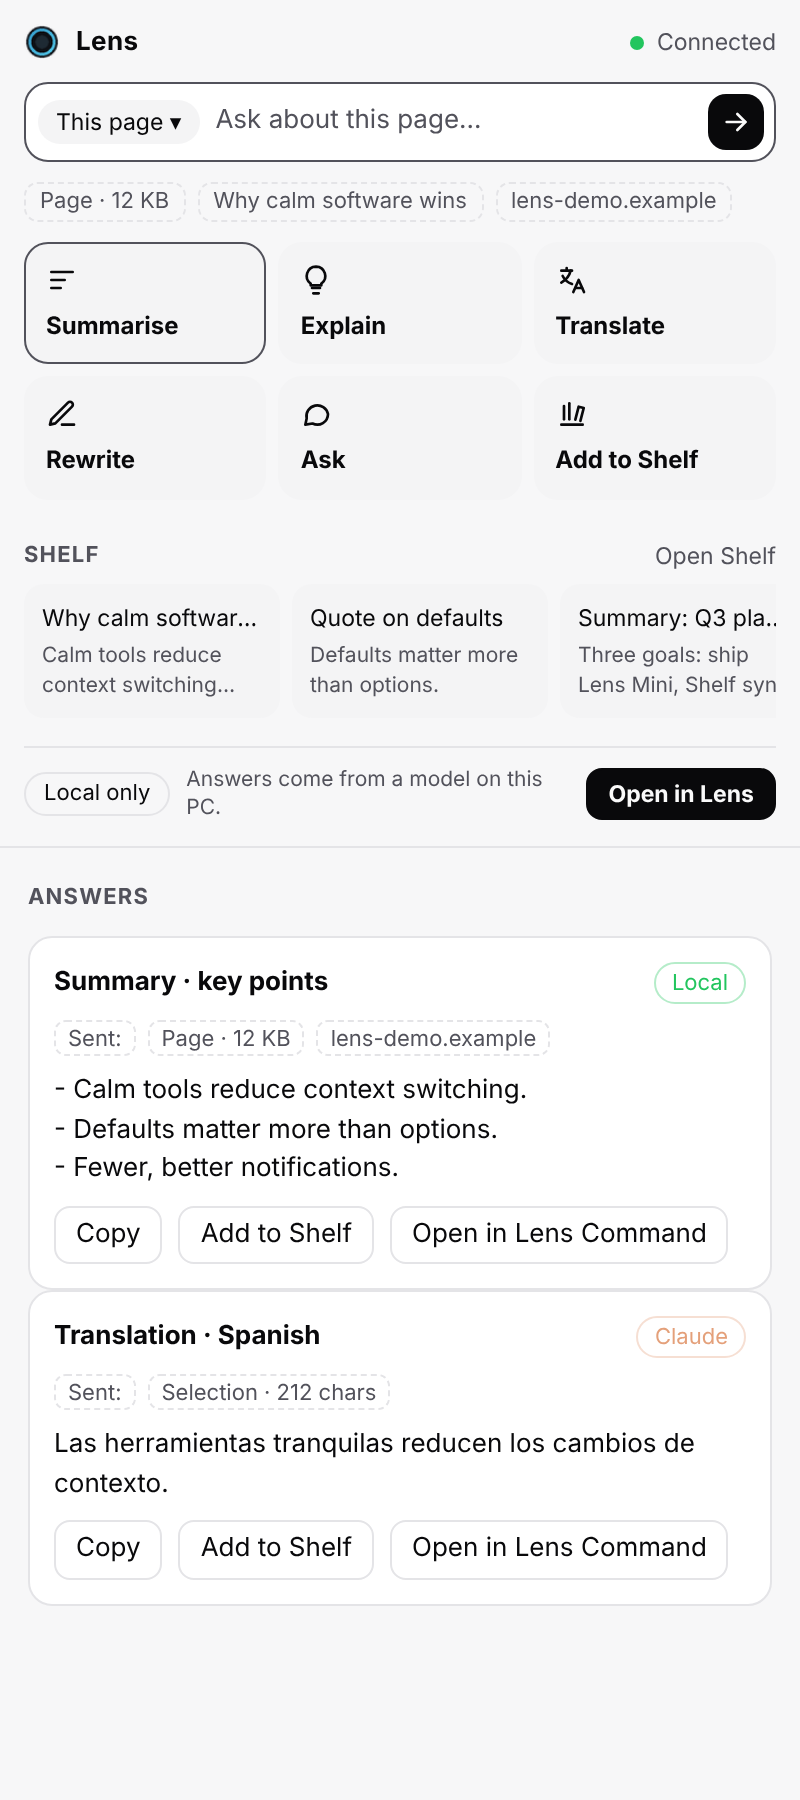 Lens
Connected
This page ▾
Ask about this page...
Page · 12 KB
Why calm software wins
lens-demo.example
Summarise
Explain
Translate
Rewrite
Ask
Add to Shelf
SHELF
Open Shelf
Why calm softwar...
Calm tools reduce
context switching...
Quote on defaults
Defaults matter more
than options.
Summary: Q3 pla..
Three goals: ship
Lens Mini, Shelf syn
Local only
Answers come from a model on this
PC.
Open in Lens
ANSWERS
Summary · key points
Local
Sent:
Page · 12 KB
lens-demo.example
- Calm tools reduce context switching.
- Defaults matter more than options.
- Fewer, better notifications.
Copy
Add to Shelf
Open in Lens Command
Translation · Spanish
Claude
Sent:
Selection · 212 chars
Las herramientas tranquilas reducen los cambios de
contexto.
Copy
Add to Shelf
Open in Lens Command